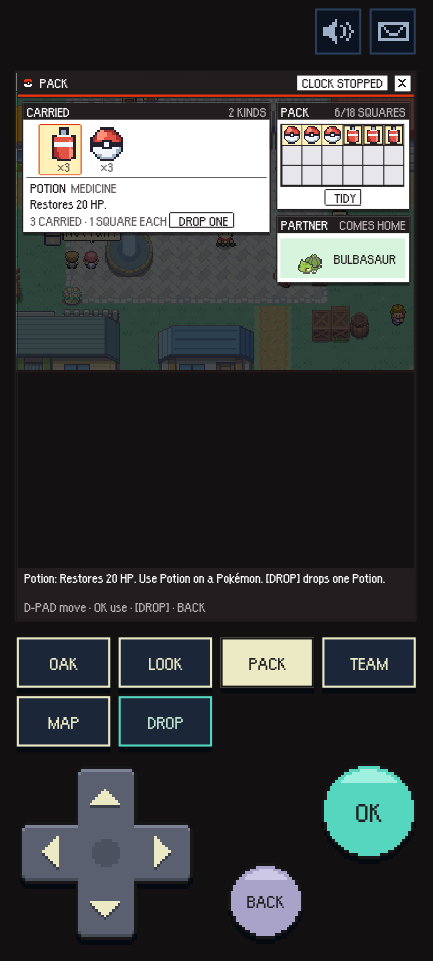 PACK
CLOCK STOPPED
X
CARRIED 2 KINDS
×3
×3
POTION MEDICINE
Restores 20 HP.
3 CARRIED · 1 SQUARE EACH
DROP ONE
PACK 6/18 SQUARES
TIDY
PARTNER COMES HOME
BULBASAUR
Potion: Restores 20 HP. Use Potion on a Pokémon. [DROP] drops one Potion.
D-PAD move · OK use · [DROP] · BACK
OAK
LOOK
PACK
TEAM
MAP
DROP
OK
BACK